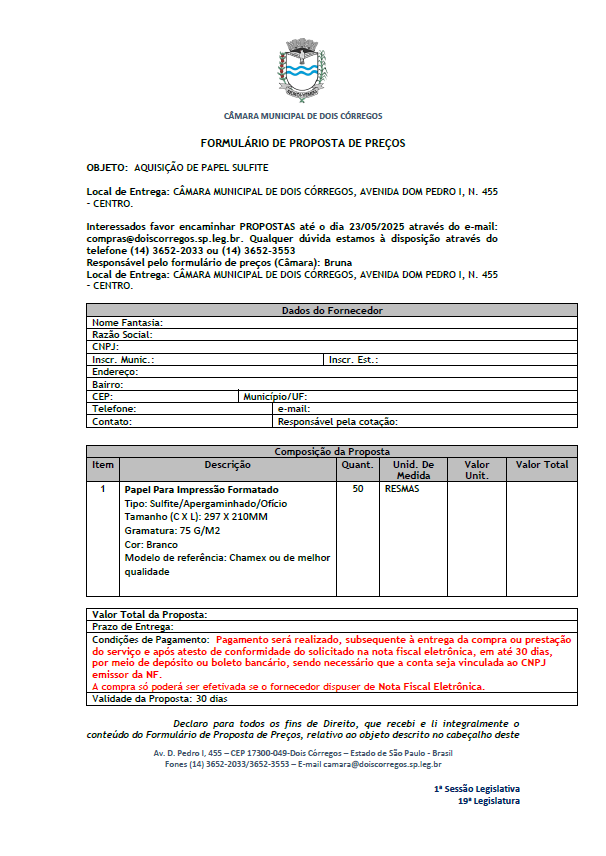 CÂMARA MUNICIPAL DE DOIS CÓRREGOS
FORMULÁRIO DE PROPOSTA DE PREÇOS
OBJETO: AQUISIÇÃO DE PAPEL SULFITE
Local de Entrega: CÂMARA MUNICIPAL DE DOIS CÓRREGOS, AVENIDA DOM PEDRO I, N. 455
– CENTRO.
Interessados favor encaminhar PROPOSTAS até o dia 23/05/2025 através do e-mail:
compras@doiscorregos.sp.leg.br. Qualquer dúvida estamos à disposição através do
telefone (14) 3652-2033 ou (14) 3652-3553
Responsável pelo formulário de preços (Câmara): Bruna
Local de Entrega: CÂMARA MUNICIPAL DE DOIS CÓRREGOS, AVENIDA DOM PEDRO I, N. 455
– CENTRO.
Dados do Fornecedor
Nome Fantasia:
Razão Social:
CNPJ:
Inscr. Munic.: Inscr. Est.:
Endereço:
Bairro:
CEP: Município/UF:
Telefone: e-mail:
Contato: Responsável pela cotação:
Composição da Proposta
Item Descrição Quant. Unid. De Medida Valor Unit. Valor Total
1 Papel Para Impressão Formatado 50 RESMAS
Tipo: Sulfite/Apergaminhado/Ofício
Tamanho (C X L): 297 X 210MM
Gramatura: 75 G/M2
Cor: Branco
Modelo de referência: Chamex ou de melhor
qualidade
Valor Total da Proposta:
Prazo de Entrega:
Condições de Pagamento: Pagamento será realizado, subsequente à entrega da compra ou prestação
do serviço e após atesto de conformidade do solicitado na nota fiscal eletrônica, em até 30 dias,
por meio de depósito ou boleto bancário, sendo necessário que a conta seja vinculada ao CNPJ
emissor da NF.
A compra só poderá ser efetivada se o fornecedor dispuser de Nota Fiscal Eletrônica.
Validade da Proposta: 30 dias
Declaro para todos os fins de Direito, que recebi e li integralmente o
conteúdo do Formulário de Proposta de Preços, relativo ao objeto descrito no cabeçalho deste
Av. D. Pedro I, 455 – CEP 17300-049-Dois Córregos – Estado de São Paulo - Brasil
Fones (14) 3652-2033/3652-3553 – E-mail camara@doiscorregos.sp.leg.br
1ª Sessão Legislativa
19ª Legislatura